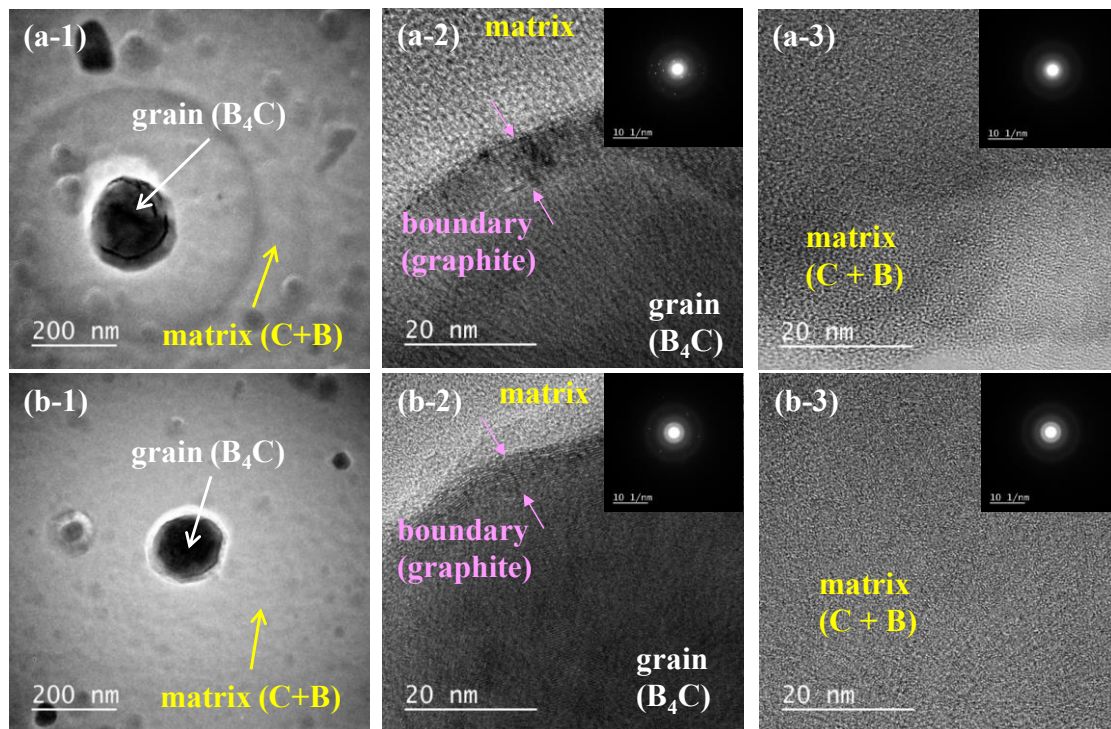 (a-1)
grain (B₄C)
matrix (C+B)
200 nm
(a-2)
matrix
boundary
(graphite)
grain
(B₄C)
20 nm
10 1/nm
(a-3)
matrix
(C + B)
20 nm
10 1/nm
(b-1)
grain (B₄C)
matrix (C+B)
200 nm
(b-2)
matrix
boundary
(graphite)
grain
(B₄C)
20 nm
10 1/nm
(b-3)
matrix
(C + B)
20 nm
10 1/nm